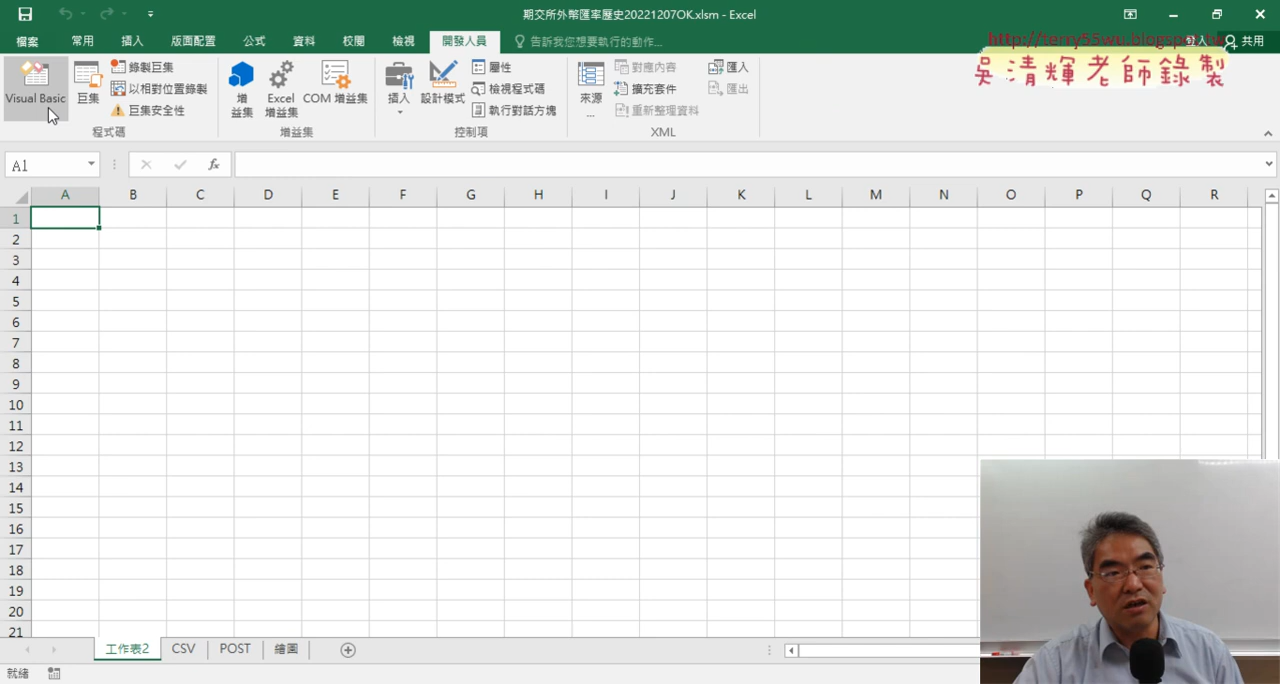 期交所外幣匯率歷史20221207OK.xlsm - Excel
檔案 常用 插入 版面配置 公式 資料 校閱 檢視 開發人員 告訴我您想要執行的動作... 登入 共用
http://terry55wu.blogspot.tw
吳清輝老師錄製
Visual Basic 巨集 錄製巨集 以相對位置錄製 巨集安全性 程式碼
增益集 Excel 增益集 COM 增益集 增益集
插入 設計模式 屬性 檢視程式碼 執行對話方塊 控制項
來源... 對應內容 擴充套件 重新整理資料 匯入 匯出 XML
A1 fx
A B C D E F G H I J K L M N O P Q R
1
2
3
4
5
6
7
8
9
10
11
12
13
14
15
16
17
18
19
20
21
工作表2 CSV POST 繪圖
就緒